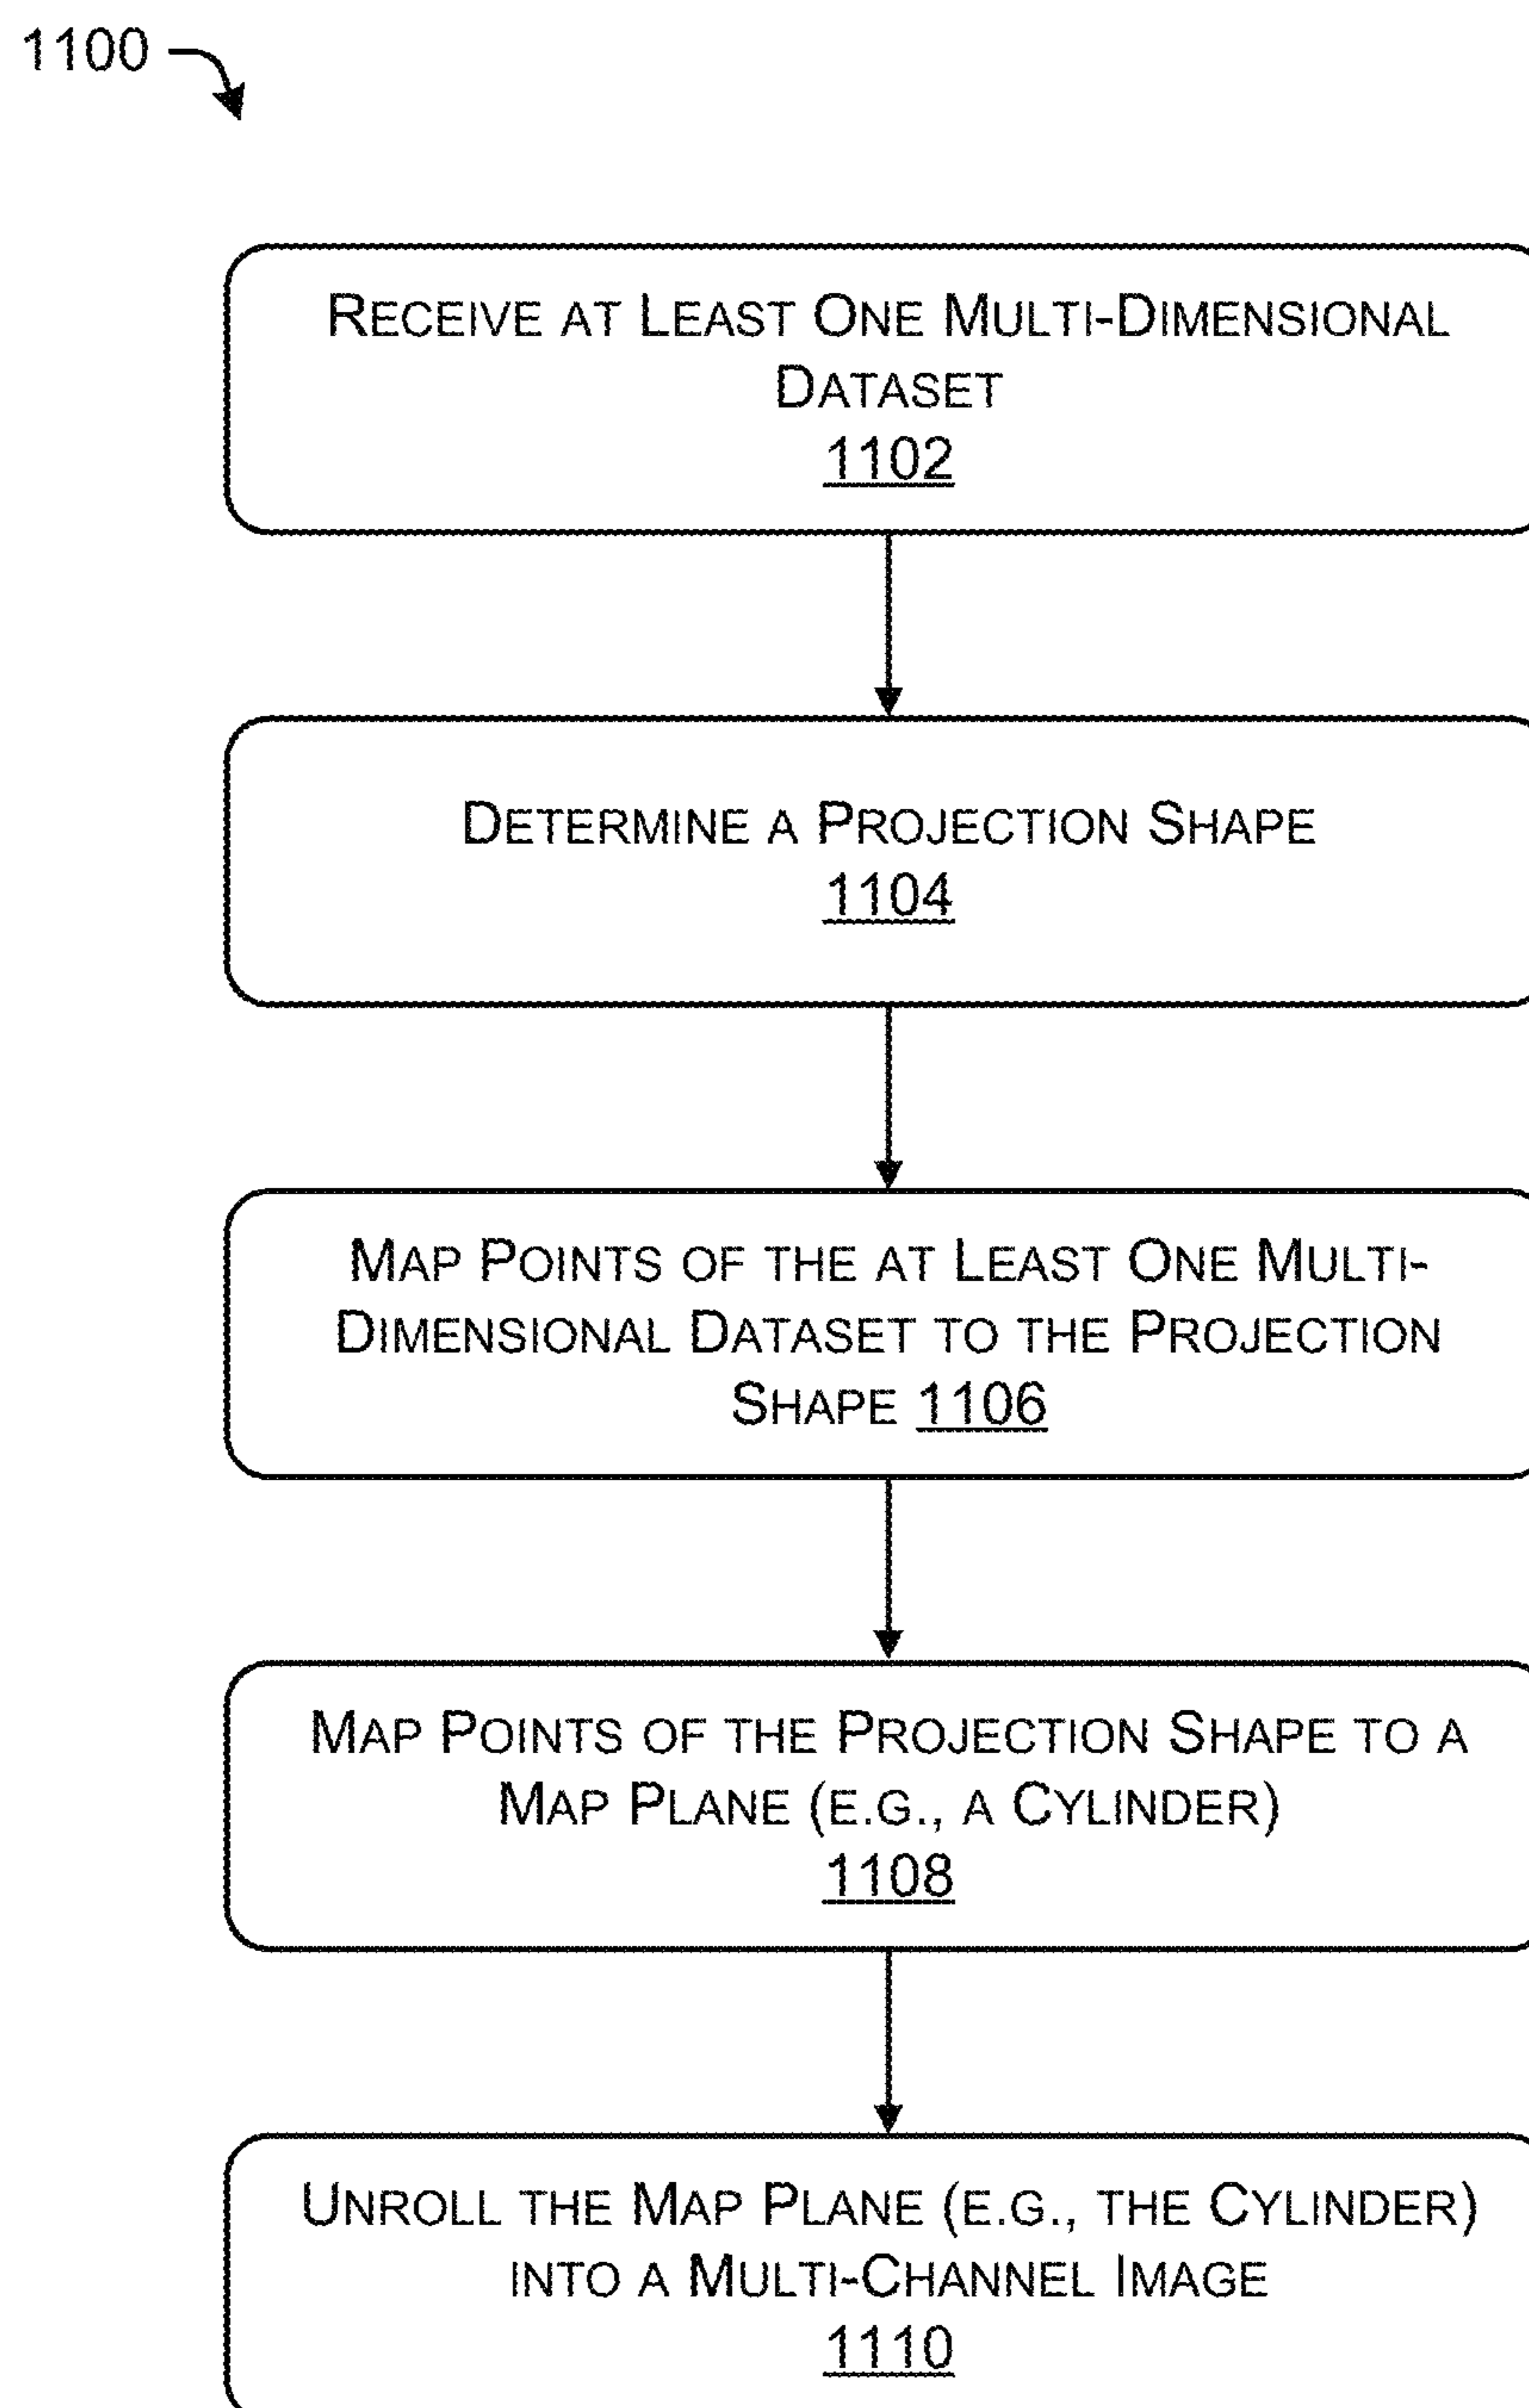 1100
RECEIVE AT LEAST ONE MULTI-DIMENSIONAL
DATASET
1102
DETERMINE A PROJECTION SHAPE
1104
MAP POINTS OF THE AT LEAST ONE MULTI-
DIMENSIONAL DATASET TO THE PROJECTION
SHAPE 1106
MAP POINTS OF THE PROJECTION SHAPE TO A
MAP PLANE (E.G., A CYLINDER)
1108
UNROLL THE MAP PLANE (E.G., THE CYLINDER)
INTO A MULTI-CHANNEL IMAGE
1110